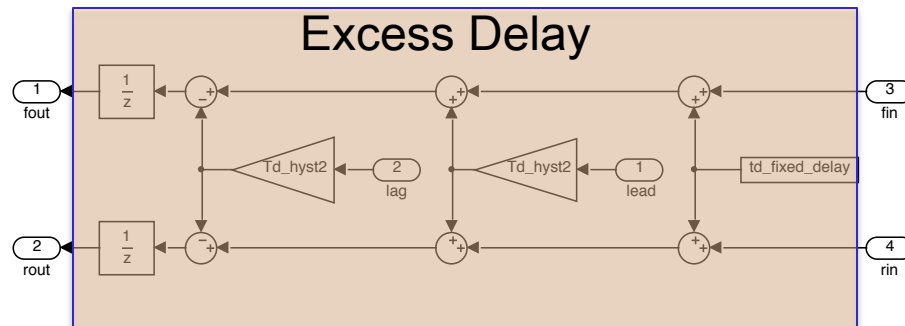 Excess Delay
1
fout
1
z
−
+
+
+
+
+
3
fin
Td_hyst2
2
lag
Td_hyst2
1
lead
td_fixed_delay
2
rout
1
z
−
+
+
+
+
+
4
rin